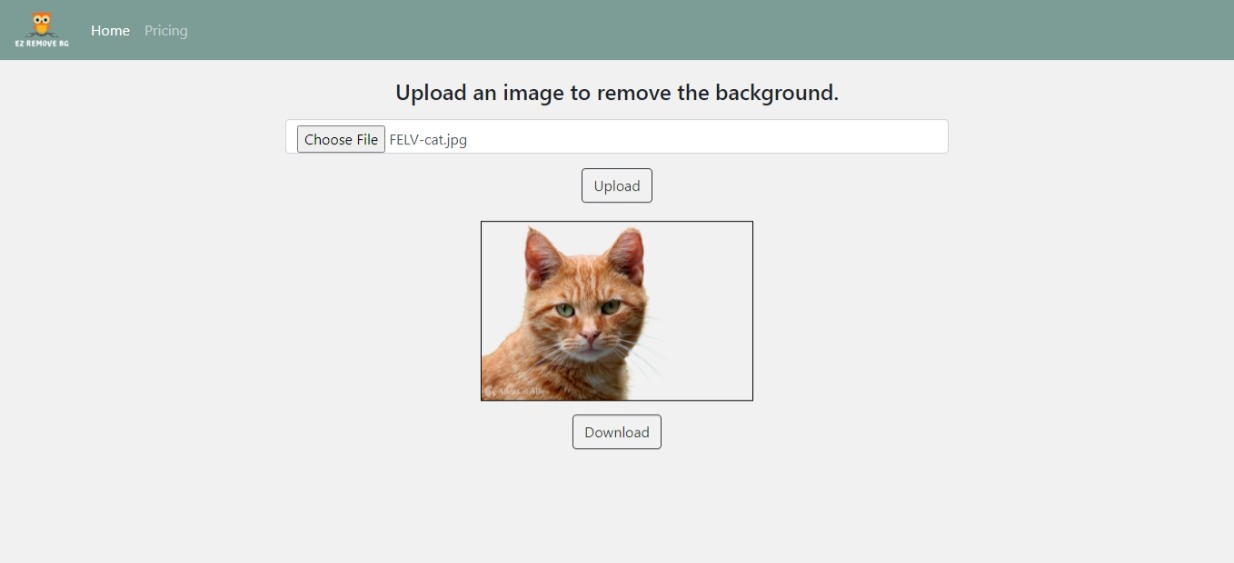 EZ REMOVE BG
Home
Pricing
Upload an image to remove the background.
Choose File FELV-cat.jpg
Upload
Download